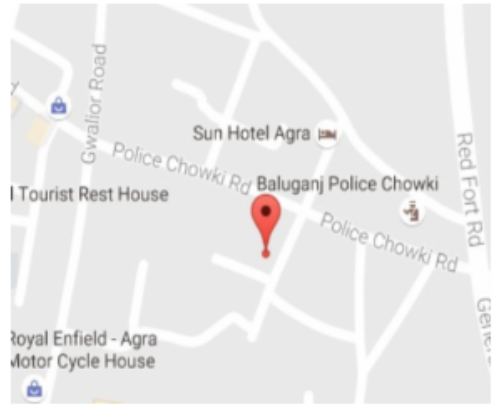 Gwalior Road
Sun Hotel Agra
Police Chowki Rd
Baluganj Police Chowki
Tourist Rest House
Red Fort Rd
Police Chowki Rd
Royal Enfield - Agra
Motor Cycle House